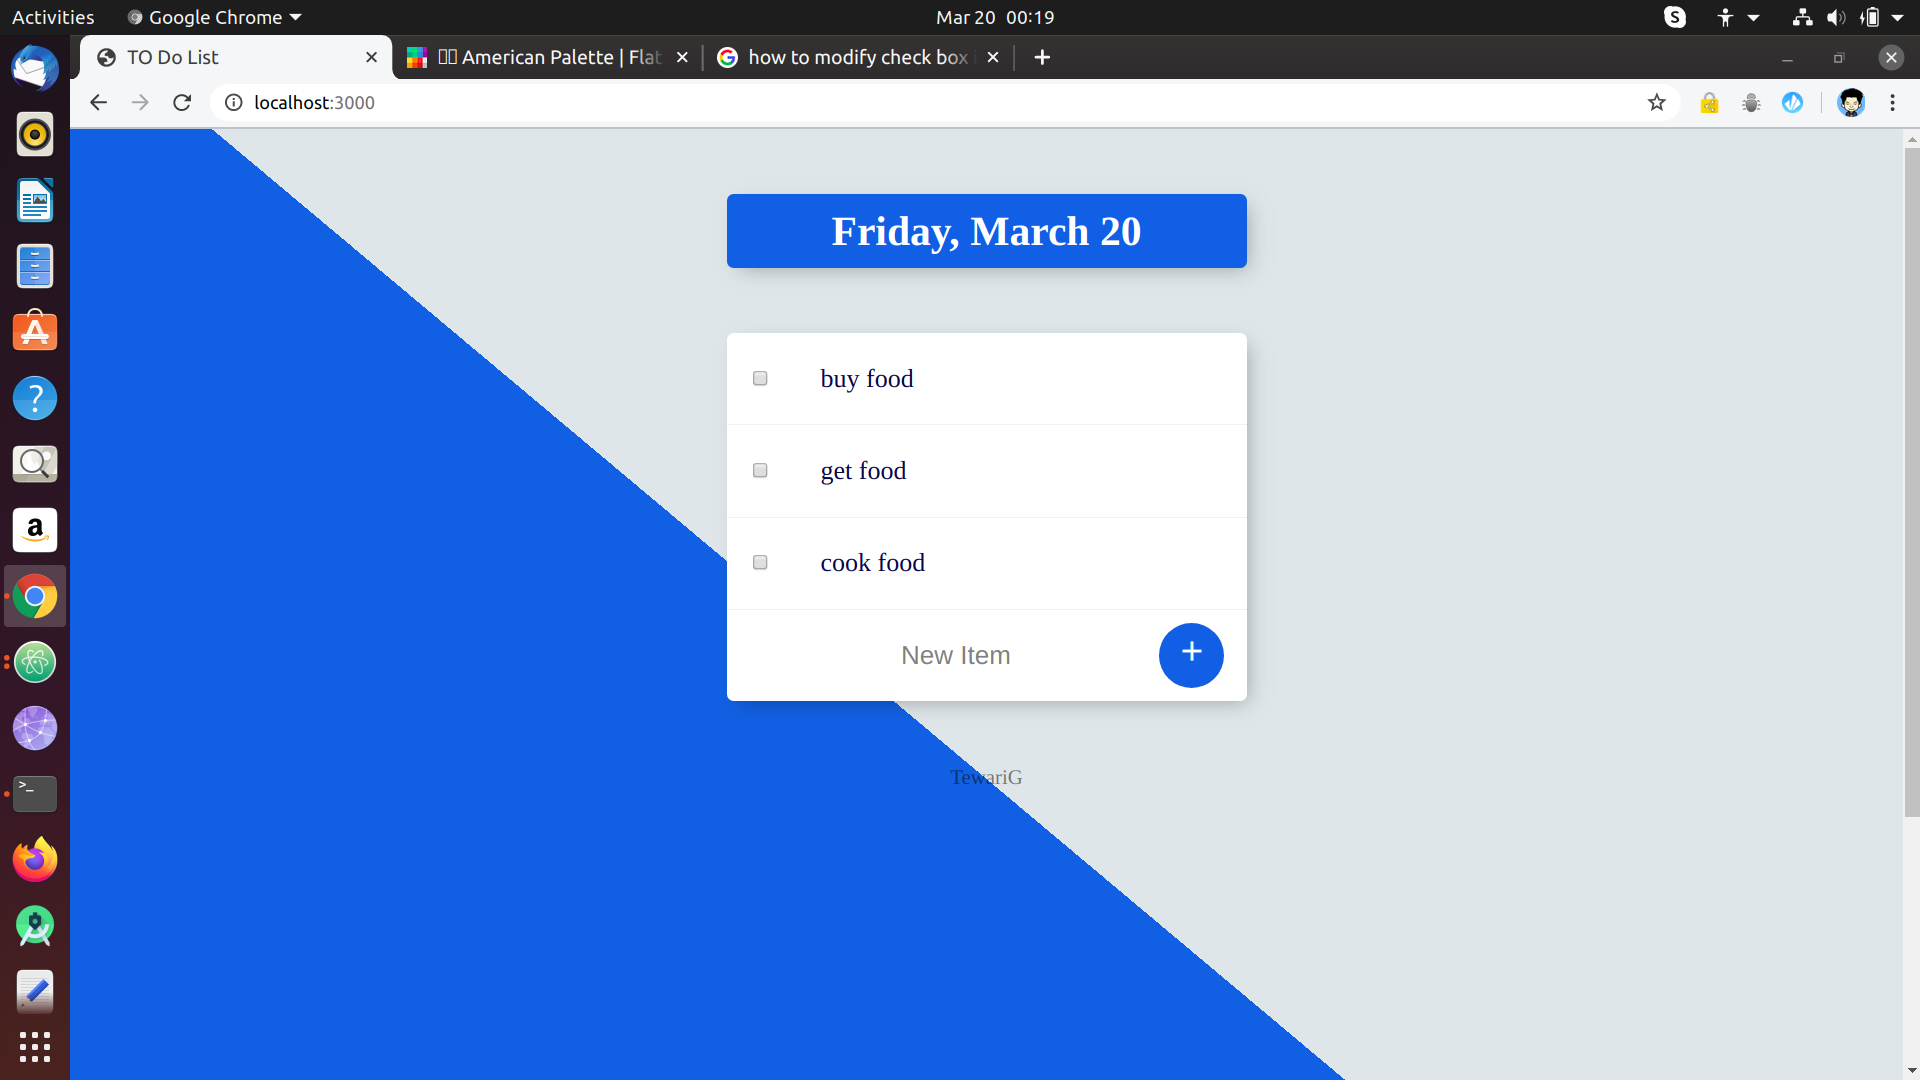 Activities
Google Chrome
Mar 20 00:19
TO Do List
American Palette | Flat
how to modify check box i
localhost:3000
Friday, March 20
buy food
get food
cook food
New Item
+
TewariG